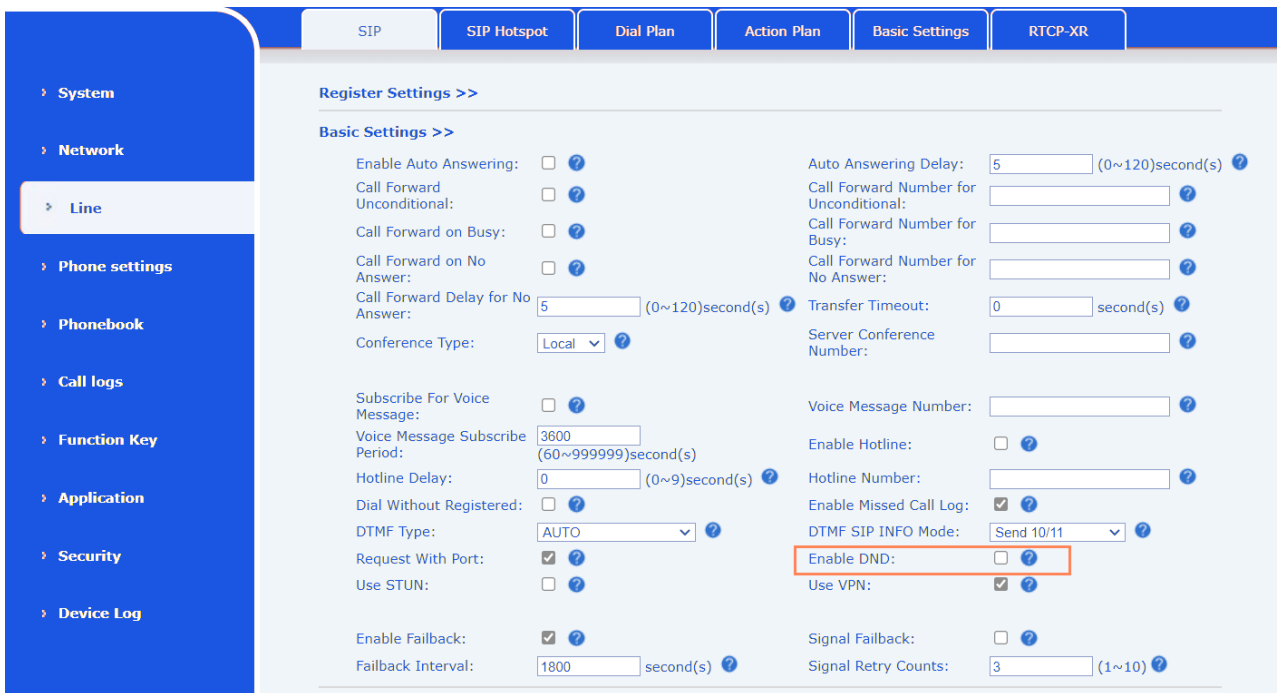 SIP
SIP Hotspot
Dial Plan
Action Plan
Basic Settings
RTCP-XR
System
Network
Line
Phone settings
Phonebook
Call logs
Function Key
Application
Security
Device Log
Register Settings >>
Basic Settings >>
Enable Auto Answering:
Auto Answering Delay: 5 (0~120)second(s)
Call Forward
Unconditional:
Call Forward Number for
Unconditional:
Call Forward on Busy:
Call Forward Number for
Busy:
Call Forward on No
Answer:
Call Forward Number for
No Answer:
Call Forward Delay for No
Answer:
5 (0~120)second(s)
Transfer Timeout: 0 second(s)
Conference Type: Local
Server Conference
Number:
Subscribe For Voice
Message:
Voice Message Number:
Voice Message Subscribe
Period:
3600
(60~999999)second(s)
Enable Hotline:
Hotline Delay: 0 (0~9)second(s)
Hotline Number:
Dial Without Registered:
Enable Missed Call Log:
DTMF Type: AUTO
DTMF SIP INFO Mode: Send 10/11
Request With Port:
Enable DND:
Use STUN:
Use VPN:
Enable Failback:
Signal Failback:
Failback Interval: 1800 second(s)
Signal Retry Counts: 3 (1~10)